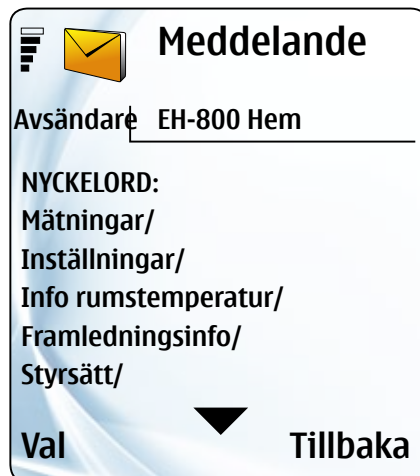 Meddelande
Avsändare EH-800 Hem
NYCKELORD:
Mätningar/
Inställningar/
Info rumstemperatur/
Framledningsinfo/
Styrsätt/
Val Tillbaka